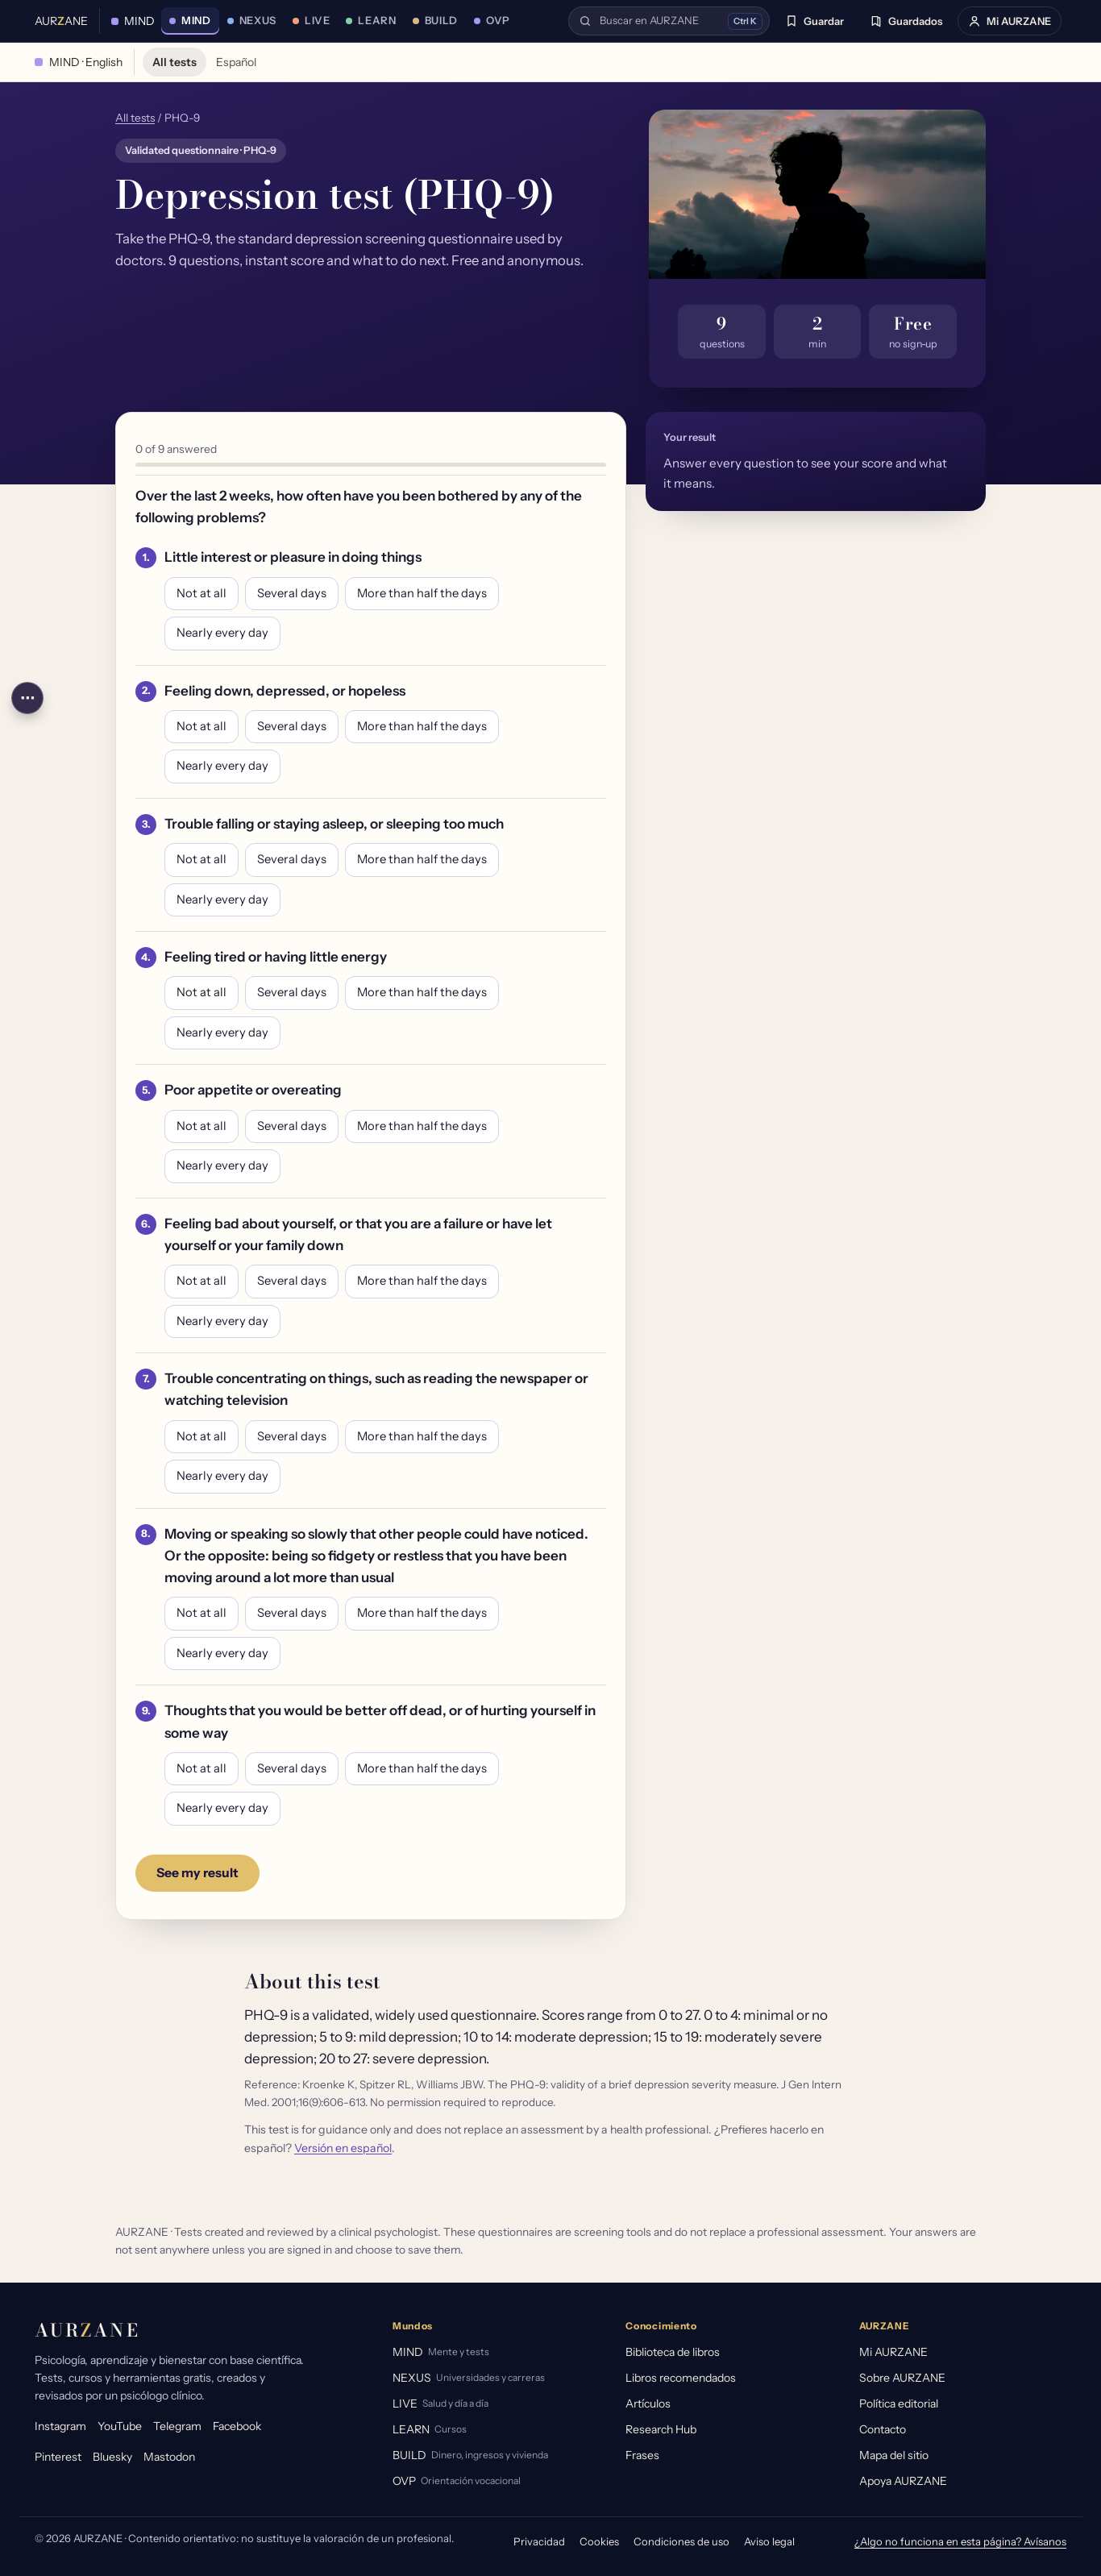 AURZANE MIND MIND NEXUS LIVE LEARN BUILD OVP Buscar en AURZANE Ctrl K Guardar Guardados Mi AURZANE
MIND · English All tests Español
All tests / PHQ-9
Validated questionnaire · PHQ-9
Depression test (PHQ-9)
Take the PHQ-9, the standard depression screening questionnaire used by
doctors. 9 questions, instant score and what to do next. Free and anonymous.
9 2 Free
questions min no sign-up
Your result
Answer every question to see your score and what
it means.
0 of 9 answered
Over the last 2 weeks, how often have you been bothered by any of the
following problems?
1. Little interest or pleasure in doing things
Not at all Several days More than half the days
Nearly every day
2. Feeling down, depressed, or hopeless
Not at all Several days More than half the days
Nearly every day
3. Trouble falling or staying asleep, or sleeping too much
Not at all Several days More than half the days
Nearly every day
4. Feeling tired or having little energy
Not at all Several days More than half the days
Nearly every day
5. Poor appetite or overeating
Not at all Several days More than half the days
Nearly every day
6. Feeling bad about yourself, or that you are a failure or have let
yourself or your family down
Not at all Several days More than half the days
Nearly every day
7. Trouble concentrating on things, such as reading the newspaper or
watching television
Not at all Several days More than half the days
Nearly every day
8. Moving or speaking so slowly that other people could have noticed.
Or the opposite: being so fidgety or restless that you have been
moving around a lot more than usual
Not at all Several days More than half the days
Nearly every day
9. Thoughts that you would be better off dead, or of hurting yourself in
some way
Not at all Several days More than half the days
Nearly every day
See my result
About this test
PHQ-9 is a validated, widely used questionnaire. Scores range from 0 to 27. 0 to 4: minimal or no
depression; 5 to 9: mild depression; 10 to 14: moderate depression; 15 to 19: moderately severe
depression; 20 to 27: severe depression.
Reference: Kroenke K, Spitzer RL, Williams JBW. The PHQ-9: validity of a brief depression severity measure. J Gen Intern
Med. 2001;16(9):606-613. No permission required to reproduce.
This test is for guidance only and does not replace an assessment by a health professional. ¿Prefieres hacerlo en
español? Versión en español.
AURZANE · Tests created and reviewed by a clinical psychologist. These questionnaires are screening tools and do not replace a professional assessment. Your answers are
not sent anywhere unless you are signed in and choose to save them.
AURZANE
Psicología, aprendizaje y bienestar con base científica.
Tests, cursos y herramientas gratis, creados y
revisados por un psicólogo clínico.
Instagram YouTube Telegram Facebook
Pinterest Bluesky Mastodon
Mundos
MIND Mente y tests
NEXUS Universidades y carreras
LIVE Salud y día a día
LEARN Cursos
BUILD Dinero, ingresos y vivienda
OVP Orientación vocacional
Conocimiento
Biblioteca de libros
Libros recomendados
Artículos
Research Hub
Frases
AURZANE
Mi AURZANE
Sobre AURZANE
Política editorial
Contacto
Mapa del sitio
Apoya AURZANE
© 2026 AURZANE · Contenido orientativo: no sustituye la valoración de un profesional.
Privacidad Cookies Condiciones de uso Aviso legal
¿Algo no funciona en esta página? Avísanos